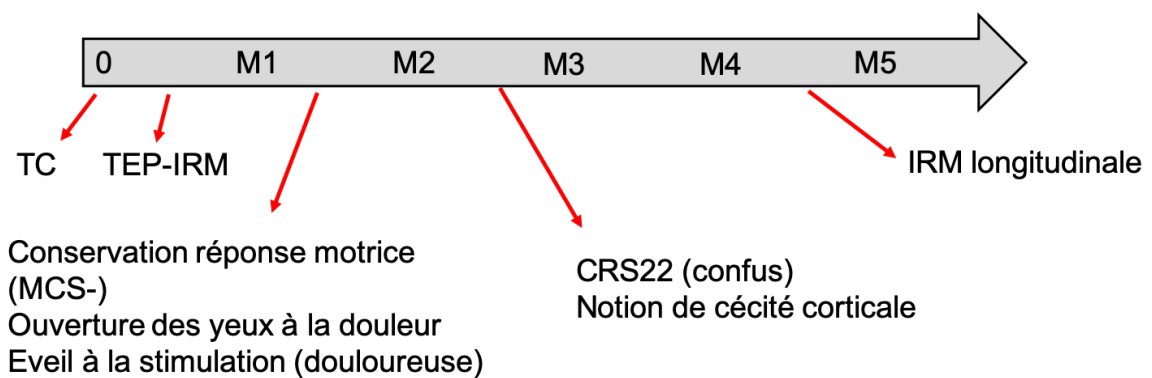 0 M1 M2 M3 M4 M5
TC TEP-IRM
IRM longitudinale
Conservation réponse motrice
(MCS-)
Ouverture des yeux à la douleur
Eveil à la stimulation (douloureuse)
CRS22 (confus)
Notion de cécité corticale